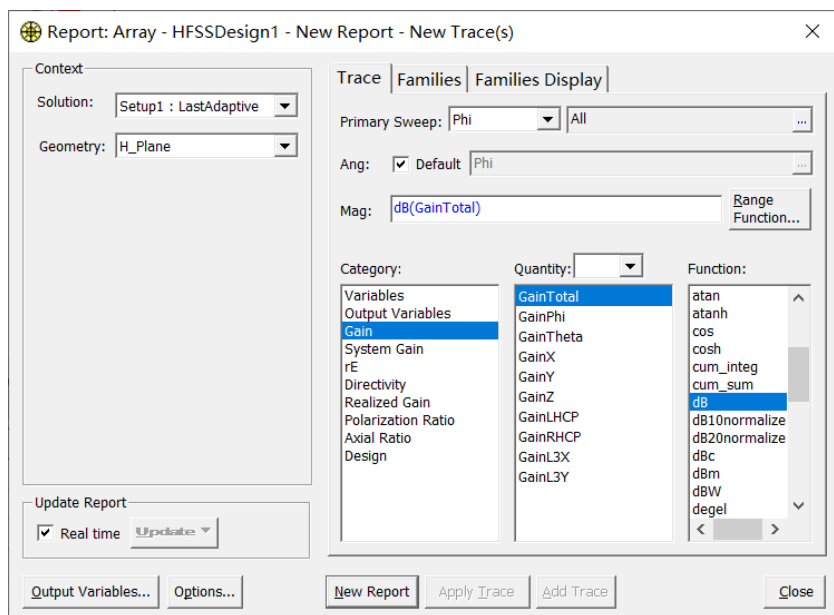 Report: Array - HFSSDesign1 - New Report - New Trace(s)
Context
Solution: Setup1 : LastAdaptive
Geometry: H_Plane
Update Report
Real time Update
Output Variables... Options...
Trace Families Families Display
Primary Sweep: Phi All ...
Ang: Default Phi ...
Mag: dB(GainTotal) Range Function...
Category:
Variables
Output Variables
Gain
System Gain
rE
Directivity
Realized Gain
Polarization Ratio
Axial Ratio
Design
Quantity:
GainTotal
GainPhi
GainTheta
GainX
GainY
GainZ
GainLHCP
GainRHCP
GainL3X
GainL3Y
Function:
atan
atanh
cos
cosh
cum_integ
cum_sum
dB
dB10normalize
dB20normalize
dBc
dBm
dBW
degel
New Report Apply Trace Add Trace Close